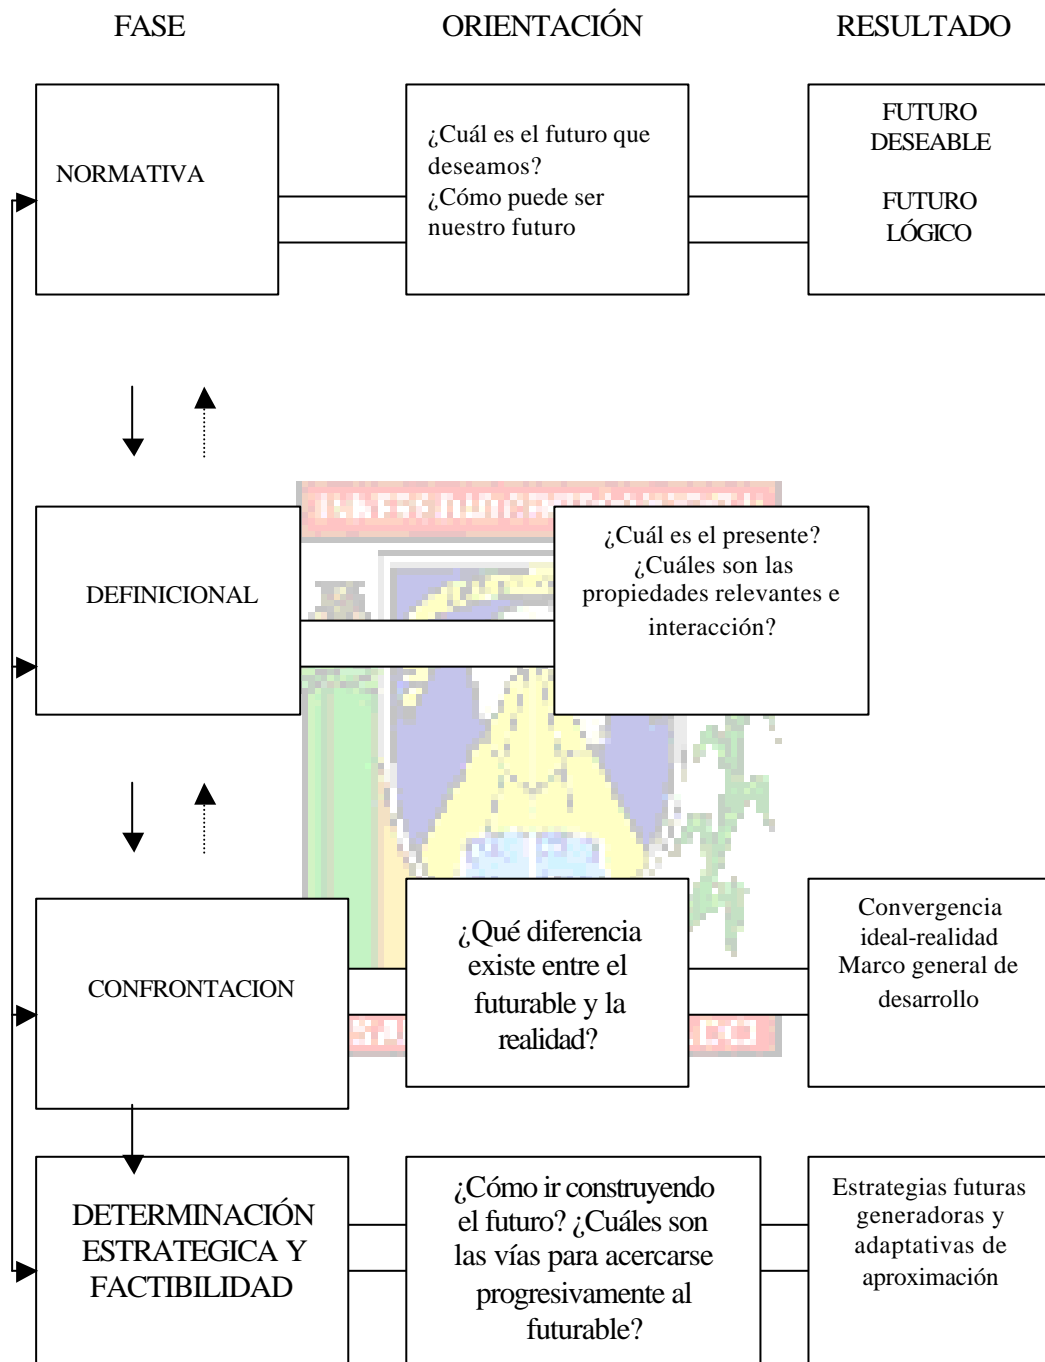 FASE ORIENTACIÓN RESULTADO
NORMATIVA
¿Cuál es el futuro que
deseamos?
¿Cómo puede ser
nuestro futuro
FUTURO
DESEABLE
FUTURO
LÓGICO
DEFINICIONAL
¿Cuál es el presente?
¿Cuáles son las
propiedades relevantes e
interacción?
CONFRONTACION
¿Qué diferencia
existe entre el
futurable y la
realidad?
Convergencia
ideal-realidad
Marco general de
desarrollo
DETERMINACIÓN
ESTRATEGICA Y
FACTIBILIDAD
¿Cómo ir construyendo
el futuro? ¿Cuáles son
las vías para acercarse
progresivamente al
futurable?
Estrategias futuras
generadoras y
adaptativas de
aproximación